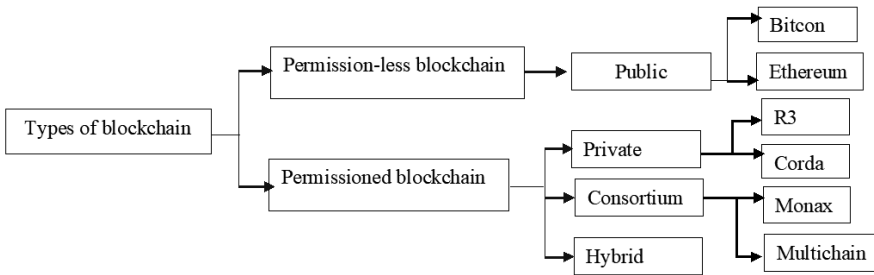 Types of blockchain
Permission-less blockchain
Public
Bitcon
Ethereum
Permissioned blockchain
Private
R3
Corda
Consortium
Monax
Multichain
Hybrid